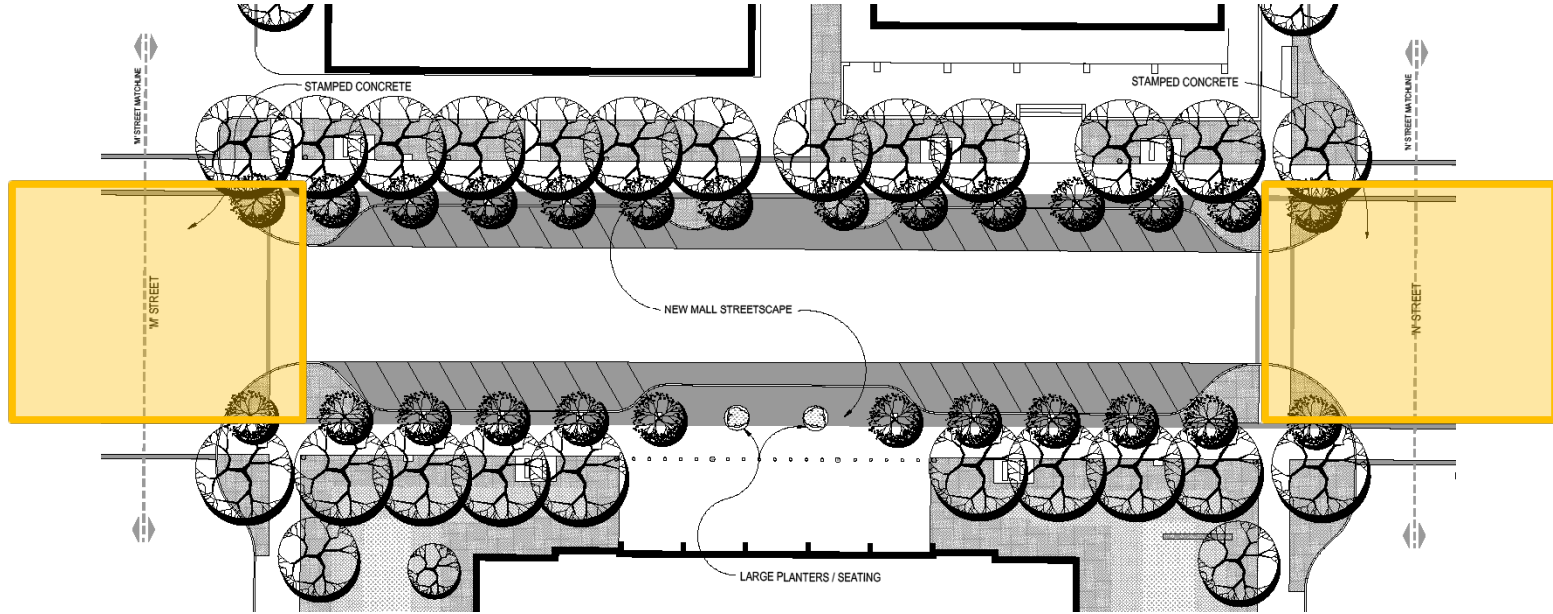 'M' STREET MATCHLINE
STAMPED CONCRETE
STAMPED CONCRETE
'N' STREET MATCHLINE
'M' STREET
NEW MALL STREETSCAPE
'N' STREET
LARGE PLANTERS / SEATING